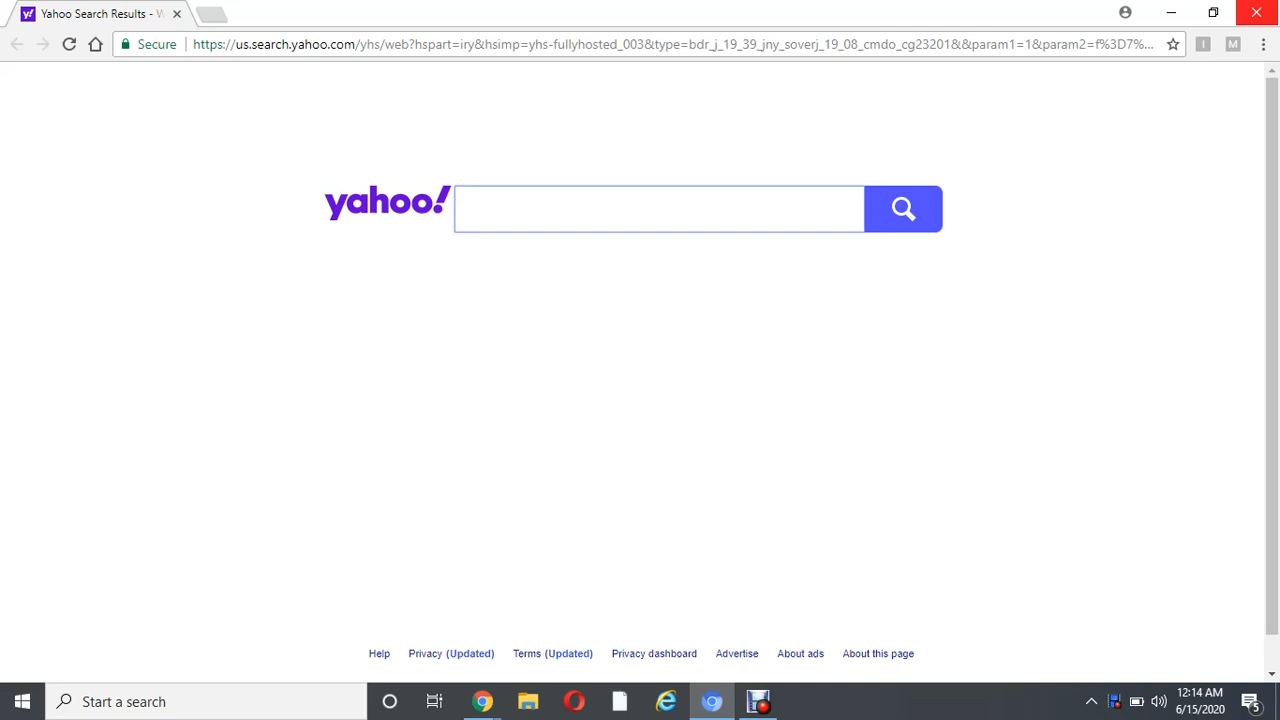 Yahoo Search Results - W
Secure
https://us.search.yahoo.com/yhs/web?hspart=iry&hsimp=yhs-fullyhosted_003&type=bdr_j_19_39_jny_soverj_19_08_cmdo_cg23201&t&param1=1&param2=f%3D7%...
I
M
yahoo!
Help
Privacy (Updated)
Terms (Updated)
Privacy dashboard
Advertise
About ads
About this page
Start a search
12:14 AM
6/15/2020
5